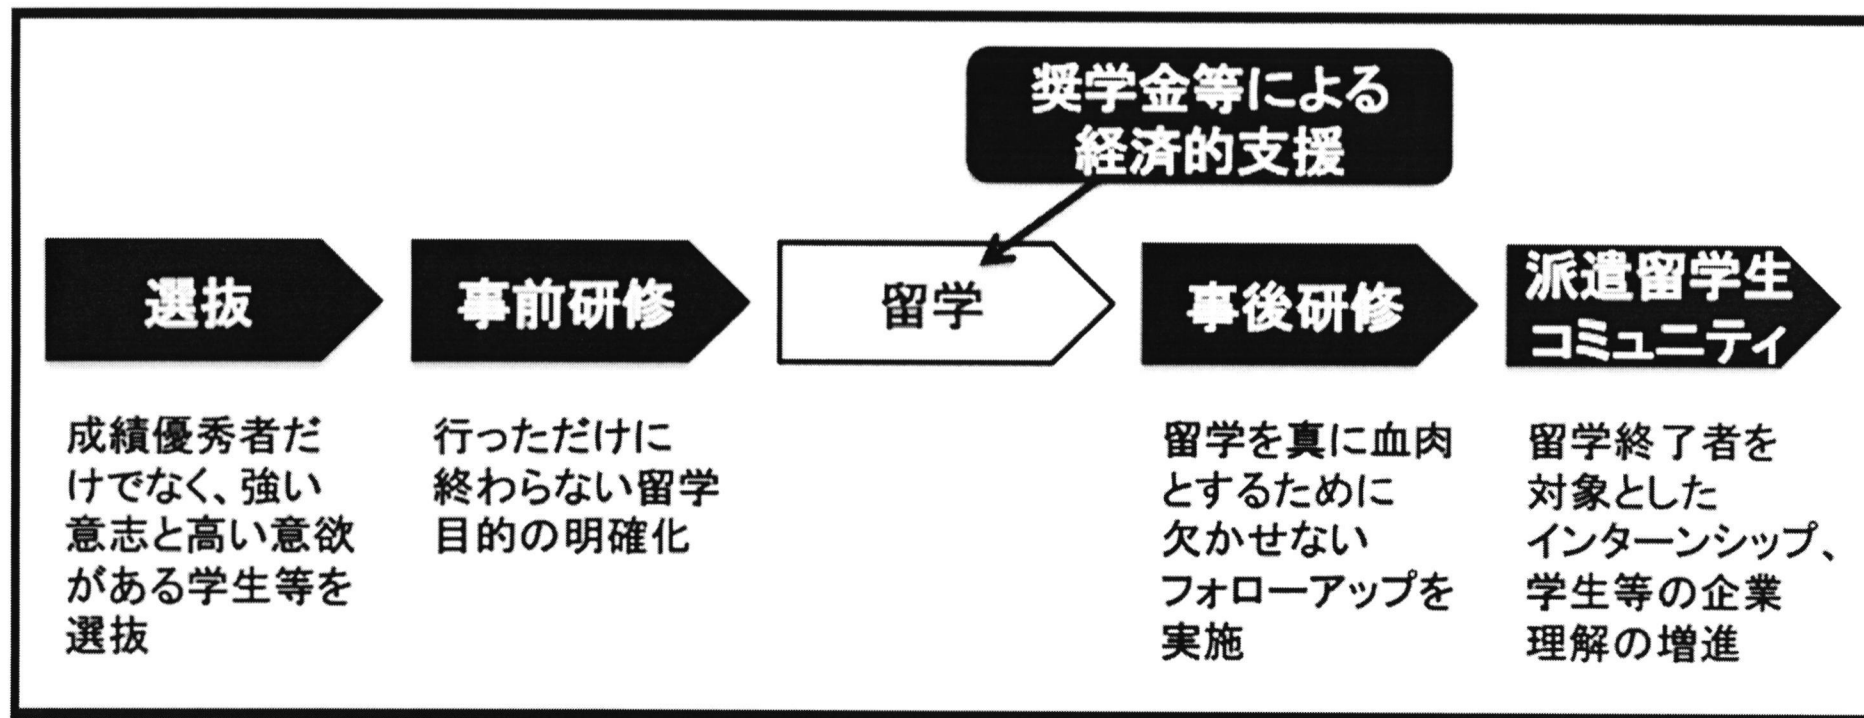 奨学金等による
経済的支援
選抜
事前研修
留学
事後研修
派遣留学生
コミュニティ
成績優秀者だ
けでなく、強い
意志と高い意欲
がある学生等を
選抜
行っただけに
終わらない留学
目的の明確化
留学を真に血肉
とするために
欠かせない
フォローアップを
実施
留学終了者を
対象とした
インターンシップ、
学生等の企業
理解の増進